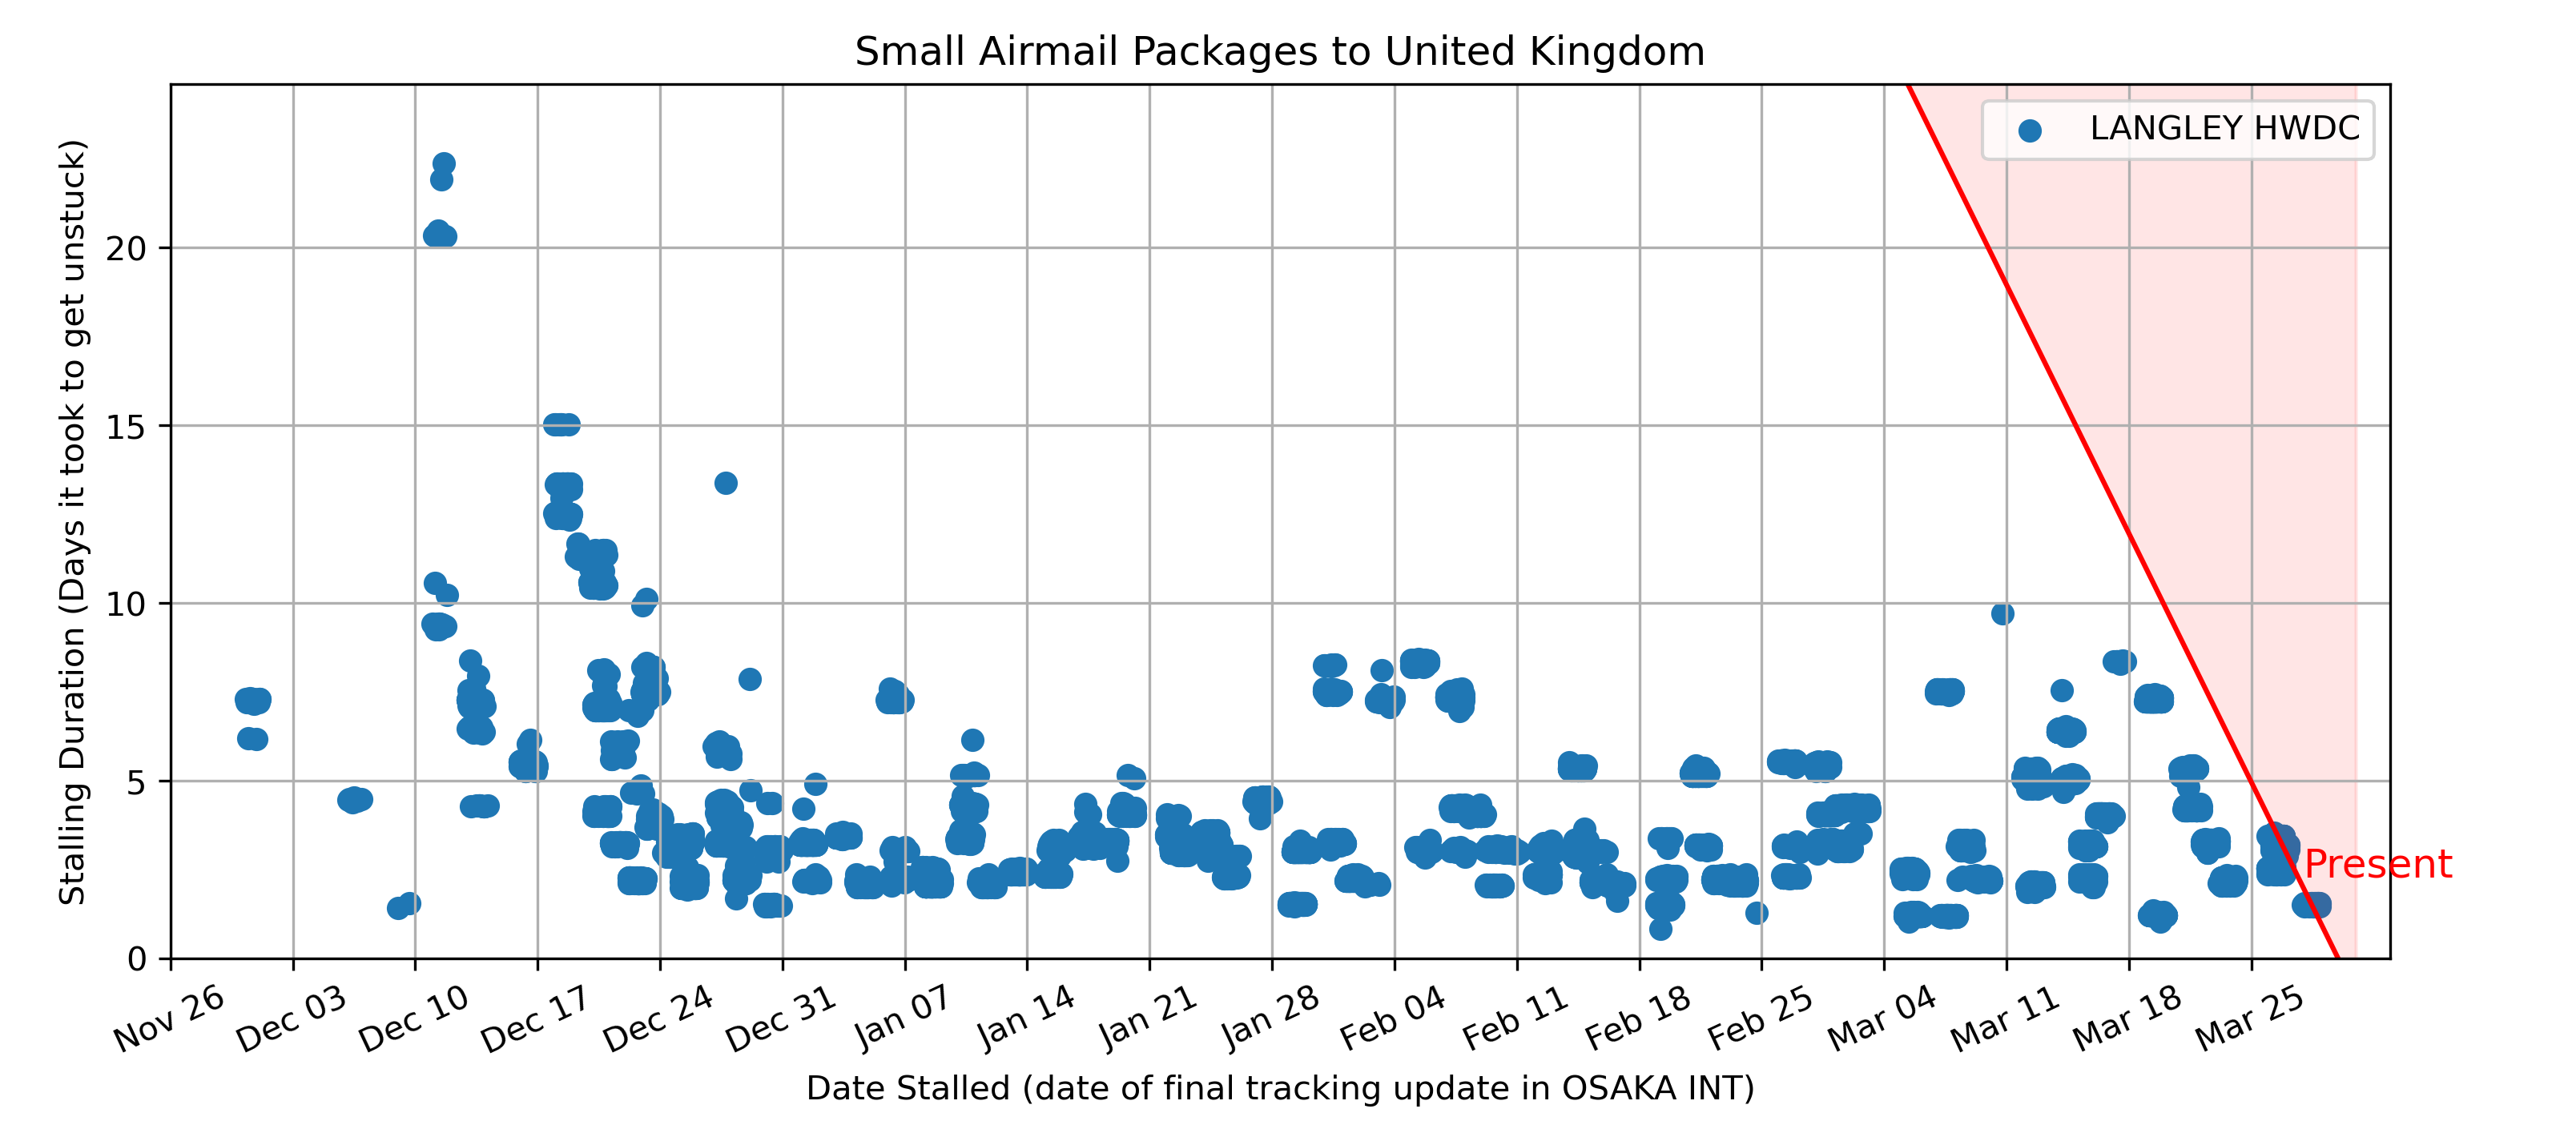 Small Airmail Packages to United Kingdom
LANGLEY HWDC
Stalling Duration (Days it took to get unstuck)
20
15
10
5
0
Present
Nov 26
Dec 03
Dec 10
Dec 17
Dec 24
Dec 31
Jan 07
Jan 14
Jan 21
Jan 28
Feb 04
Feb 11
Feb 18
Feb 25
Mar 04
Mar 11
Mar 18
Mar 25
Date Stalled (date of final tracking update in OSAKA INT)